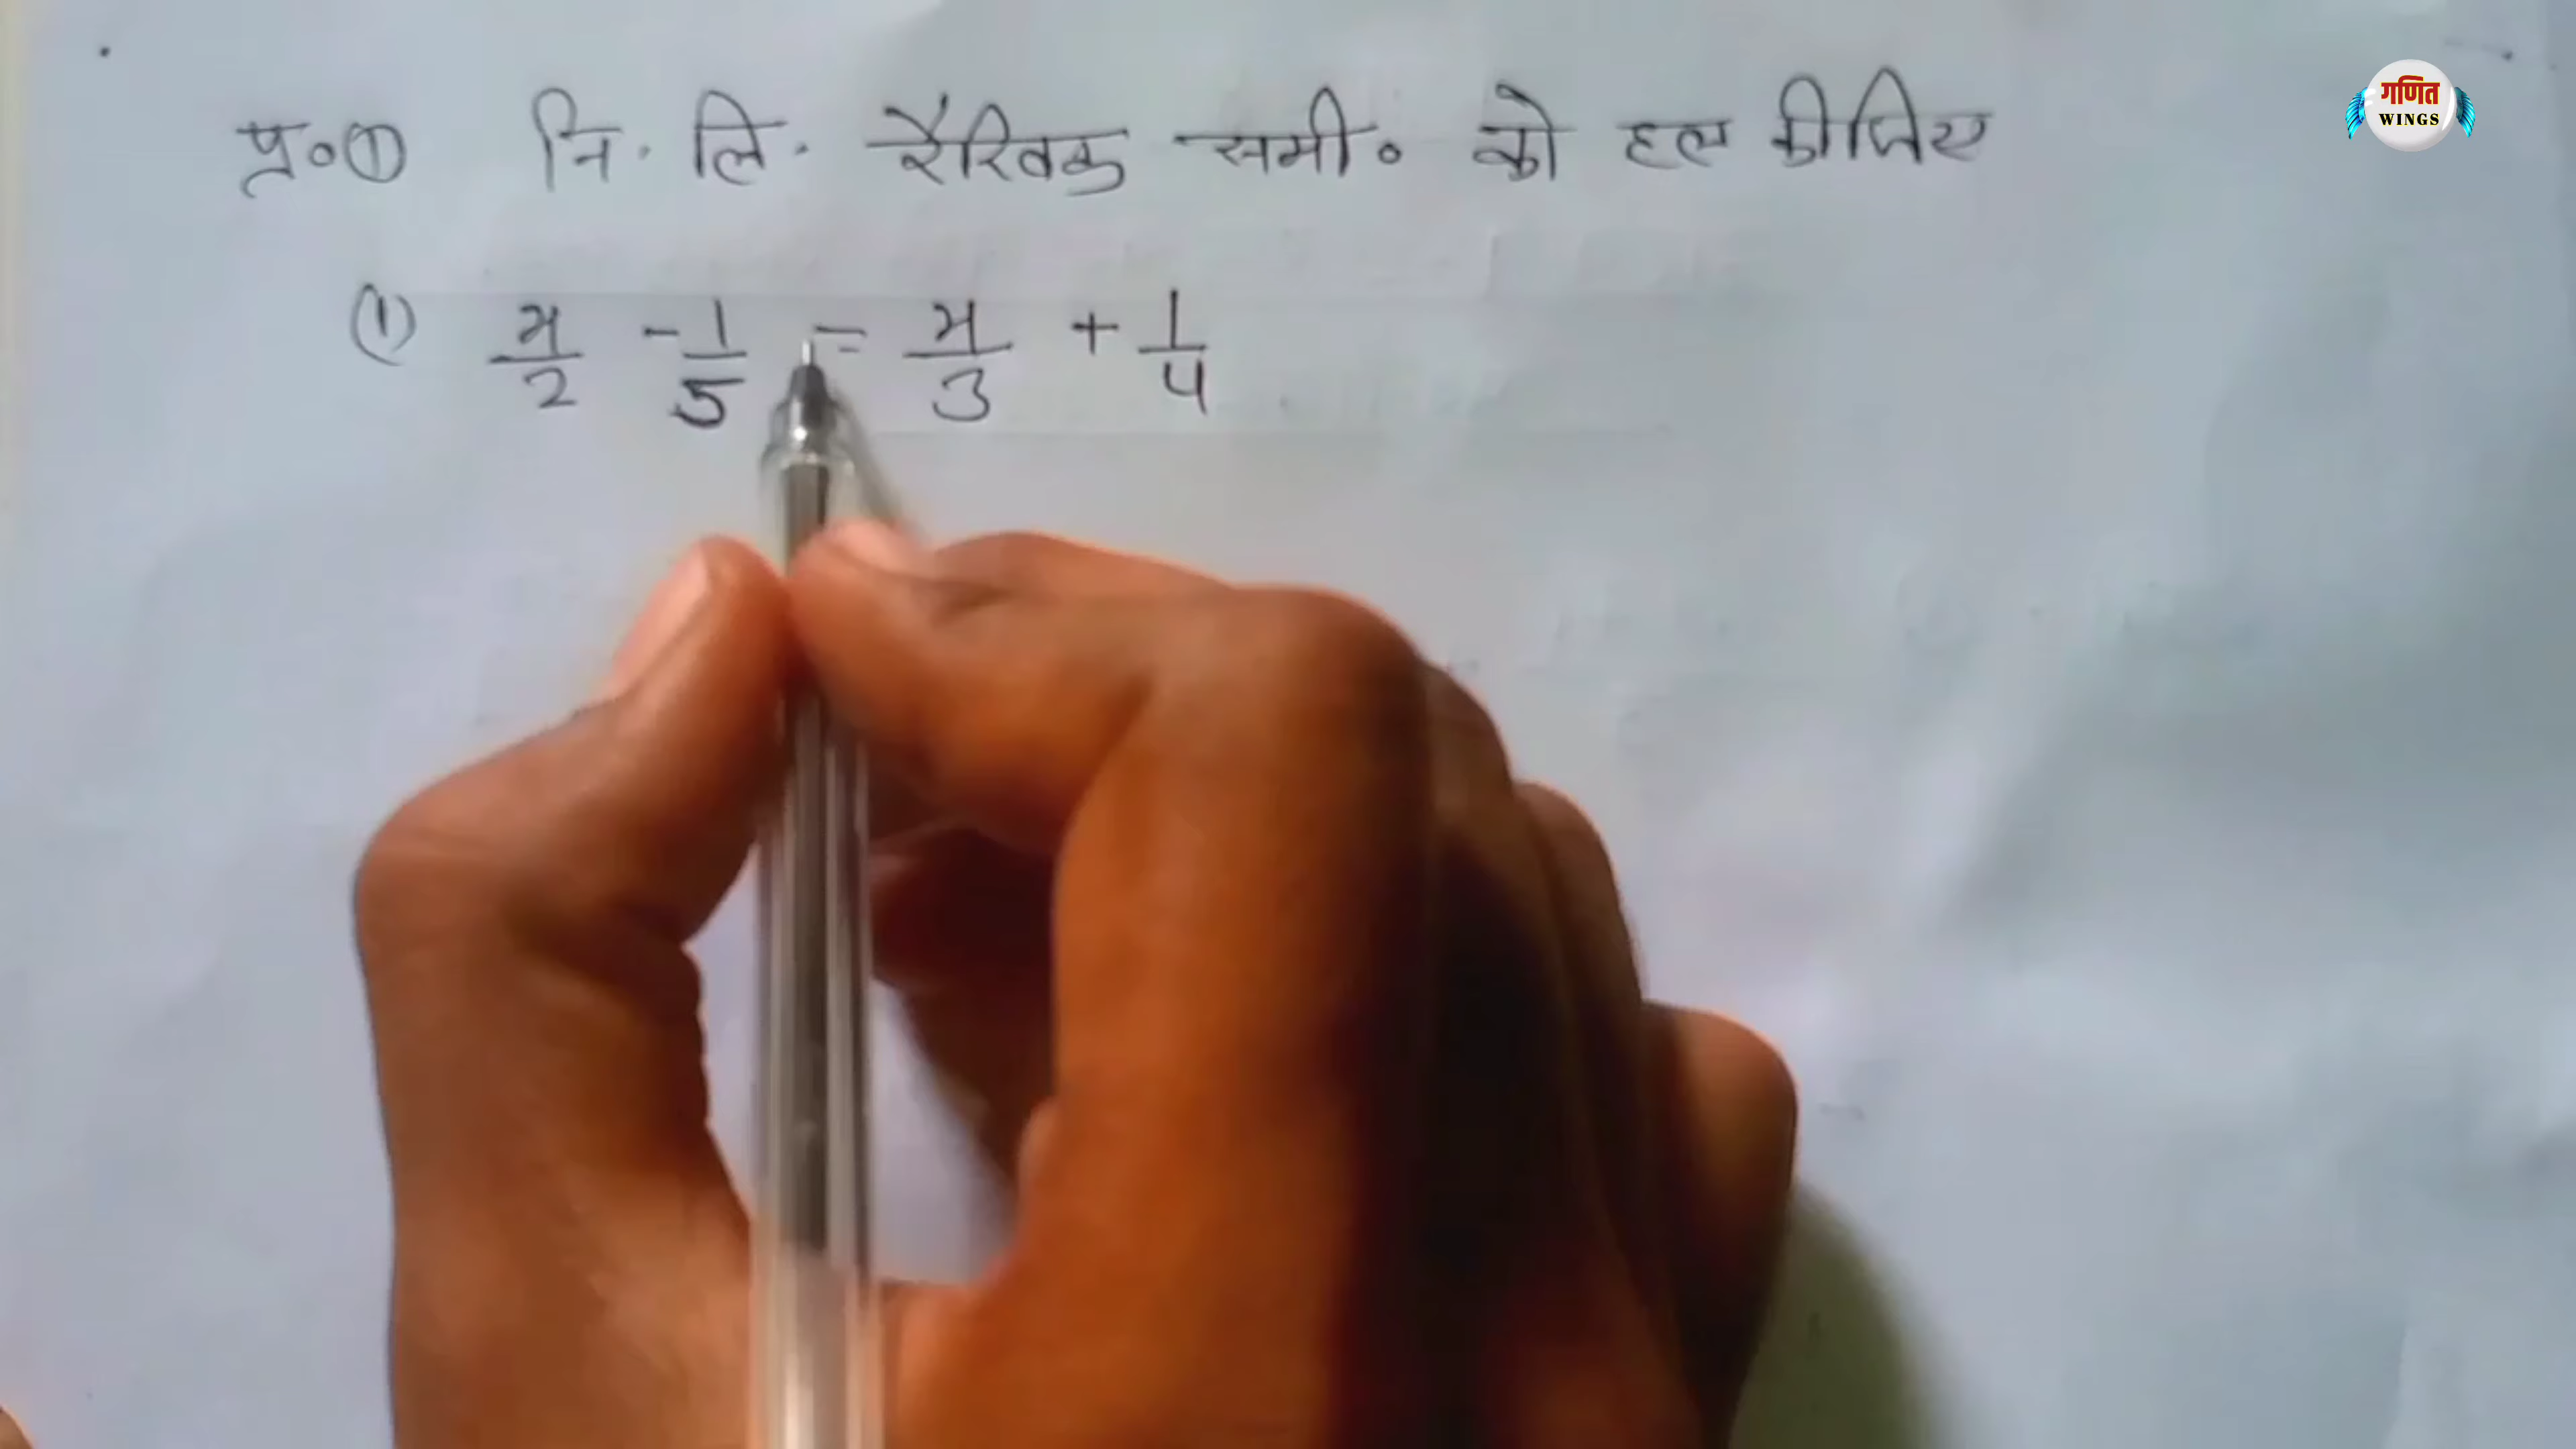 प्र०① नि. लि. रैखिक समी० को हल कीजिए
गणित
WINGS
(1) x/2 - 1/5 = x/3 + 1/4